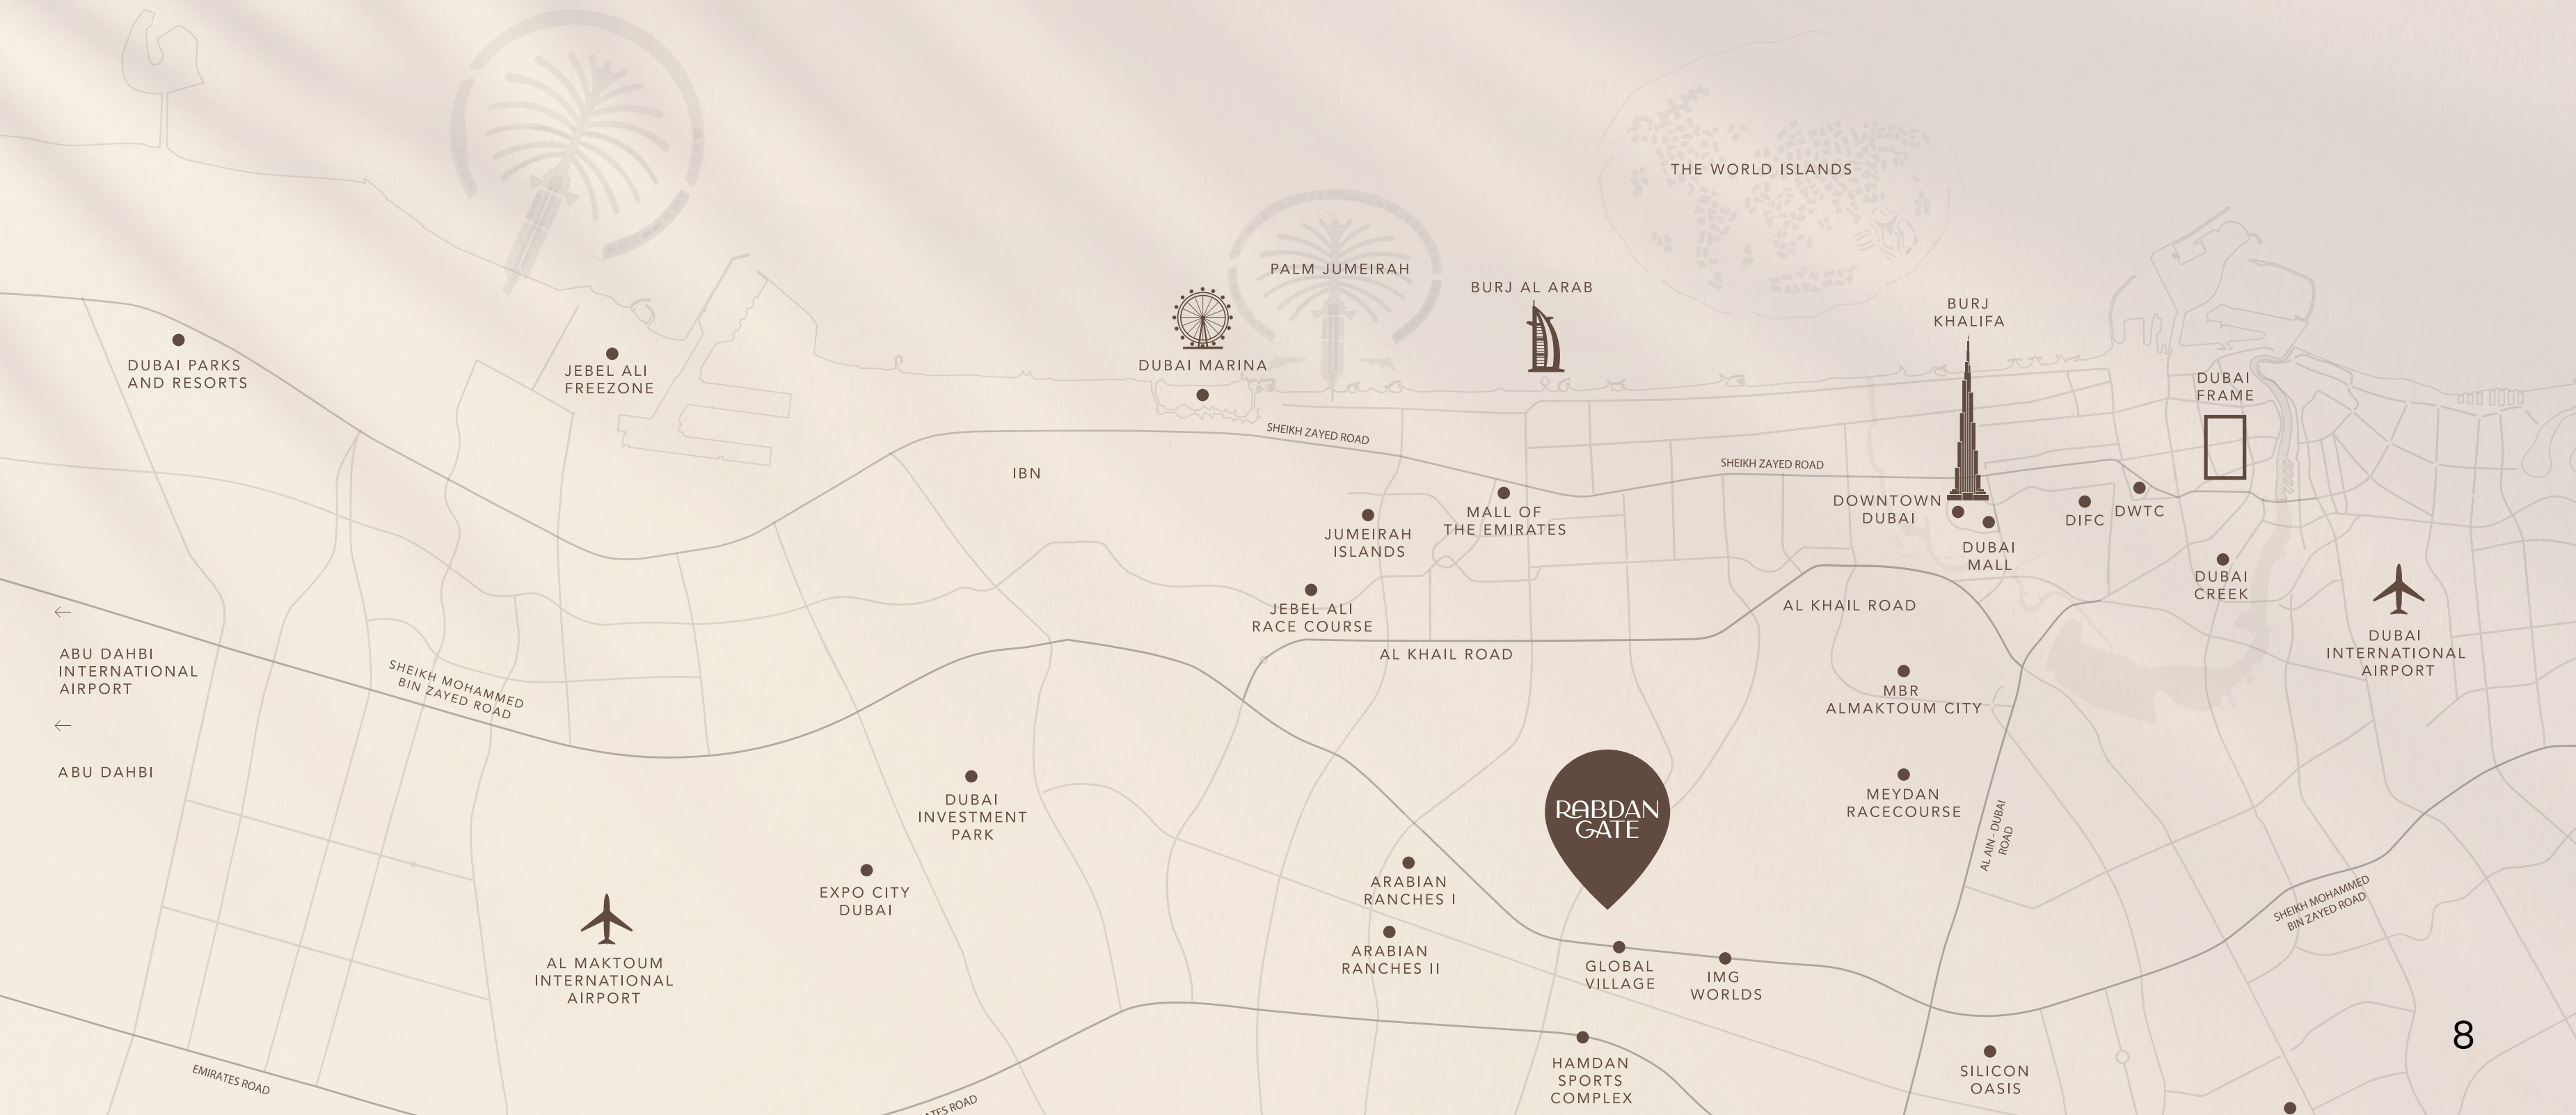 THE WORLD ISLANDS
PALM JUMEIRAH
BURJ AL ARAB
BURJ
KHALIFA
DUBAI PARKS
AND RESORTS
JEBEL ALI
FREEZONE
DUBAI MARINA
DUBAI
FRAME
SHEIKH ZAYED ROAD
SHEIKH ZAYED ROAD
IBN
JUMEIRAH
ISLANDS
MALL OF
THE EMIRATES
DOWNTOWN
DUBAI
DUBAI
MALL
DIFC
DWTC
DUBAI
CREEK
JEBEL ALI
RACE COURSE
AL KHAIL ROAD
AL KHAIL ROAD
DUBAI
INTERNATIONAL
AIRPORT
←
ABU DAHBI
INTERNATIONAL
AIRPORT
←
ABU DAHBI
SHEIKH MOHAMMED
BIN ZAYED ROAD
MBR
ALMAKTOUM CITY
MEYDAN
RACECOURSE
AL AIN - DUBAI
ROAD
RABDAN
GATE
DUBAI
INVESTMENT
PARK
EXPO CITY
DUBAI
ARABIAN
RANCHES I
ARABIAN
RANCHES II
SHEIKH MOHAMMED
BIN ZAYED ROAD
AL MAKTOUM
INTERNATIONAL
AIRPORT
GLOBAL
VILLAGE
IMG
WORLDS
HAMDAN
SPORTS
COMPLEX
SILICON
OASIS
EMIRATES ROAD
ATES ROAD
8